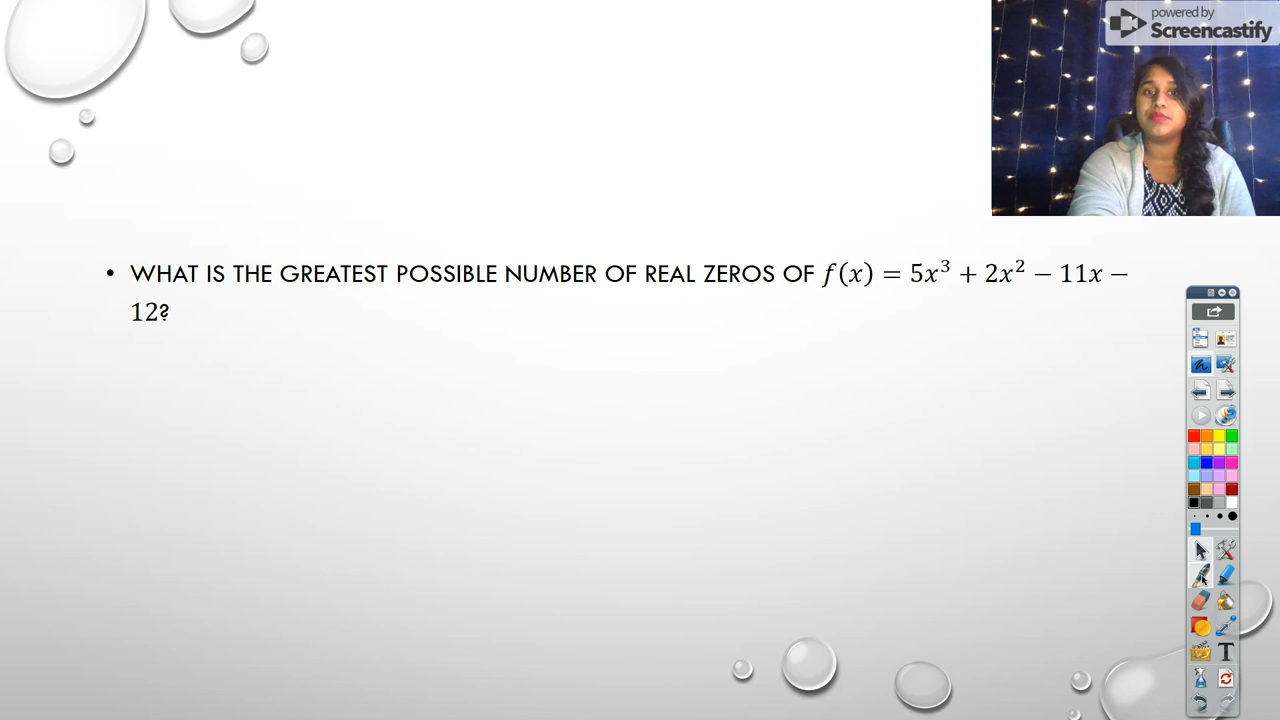 powered by
Screencastify
• WHAT IS THE GREATEST POSSIBLE NUMBER OF REAL ZEROS OF f(x) = 5x³ + 2x² − 11x −
12?
T